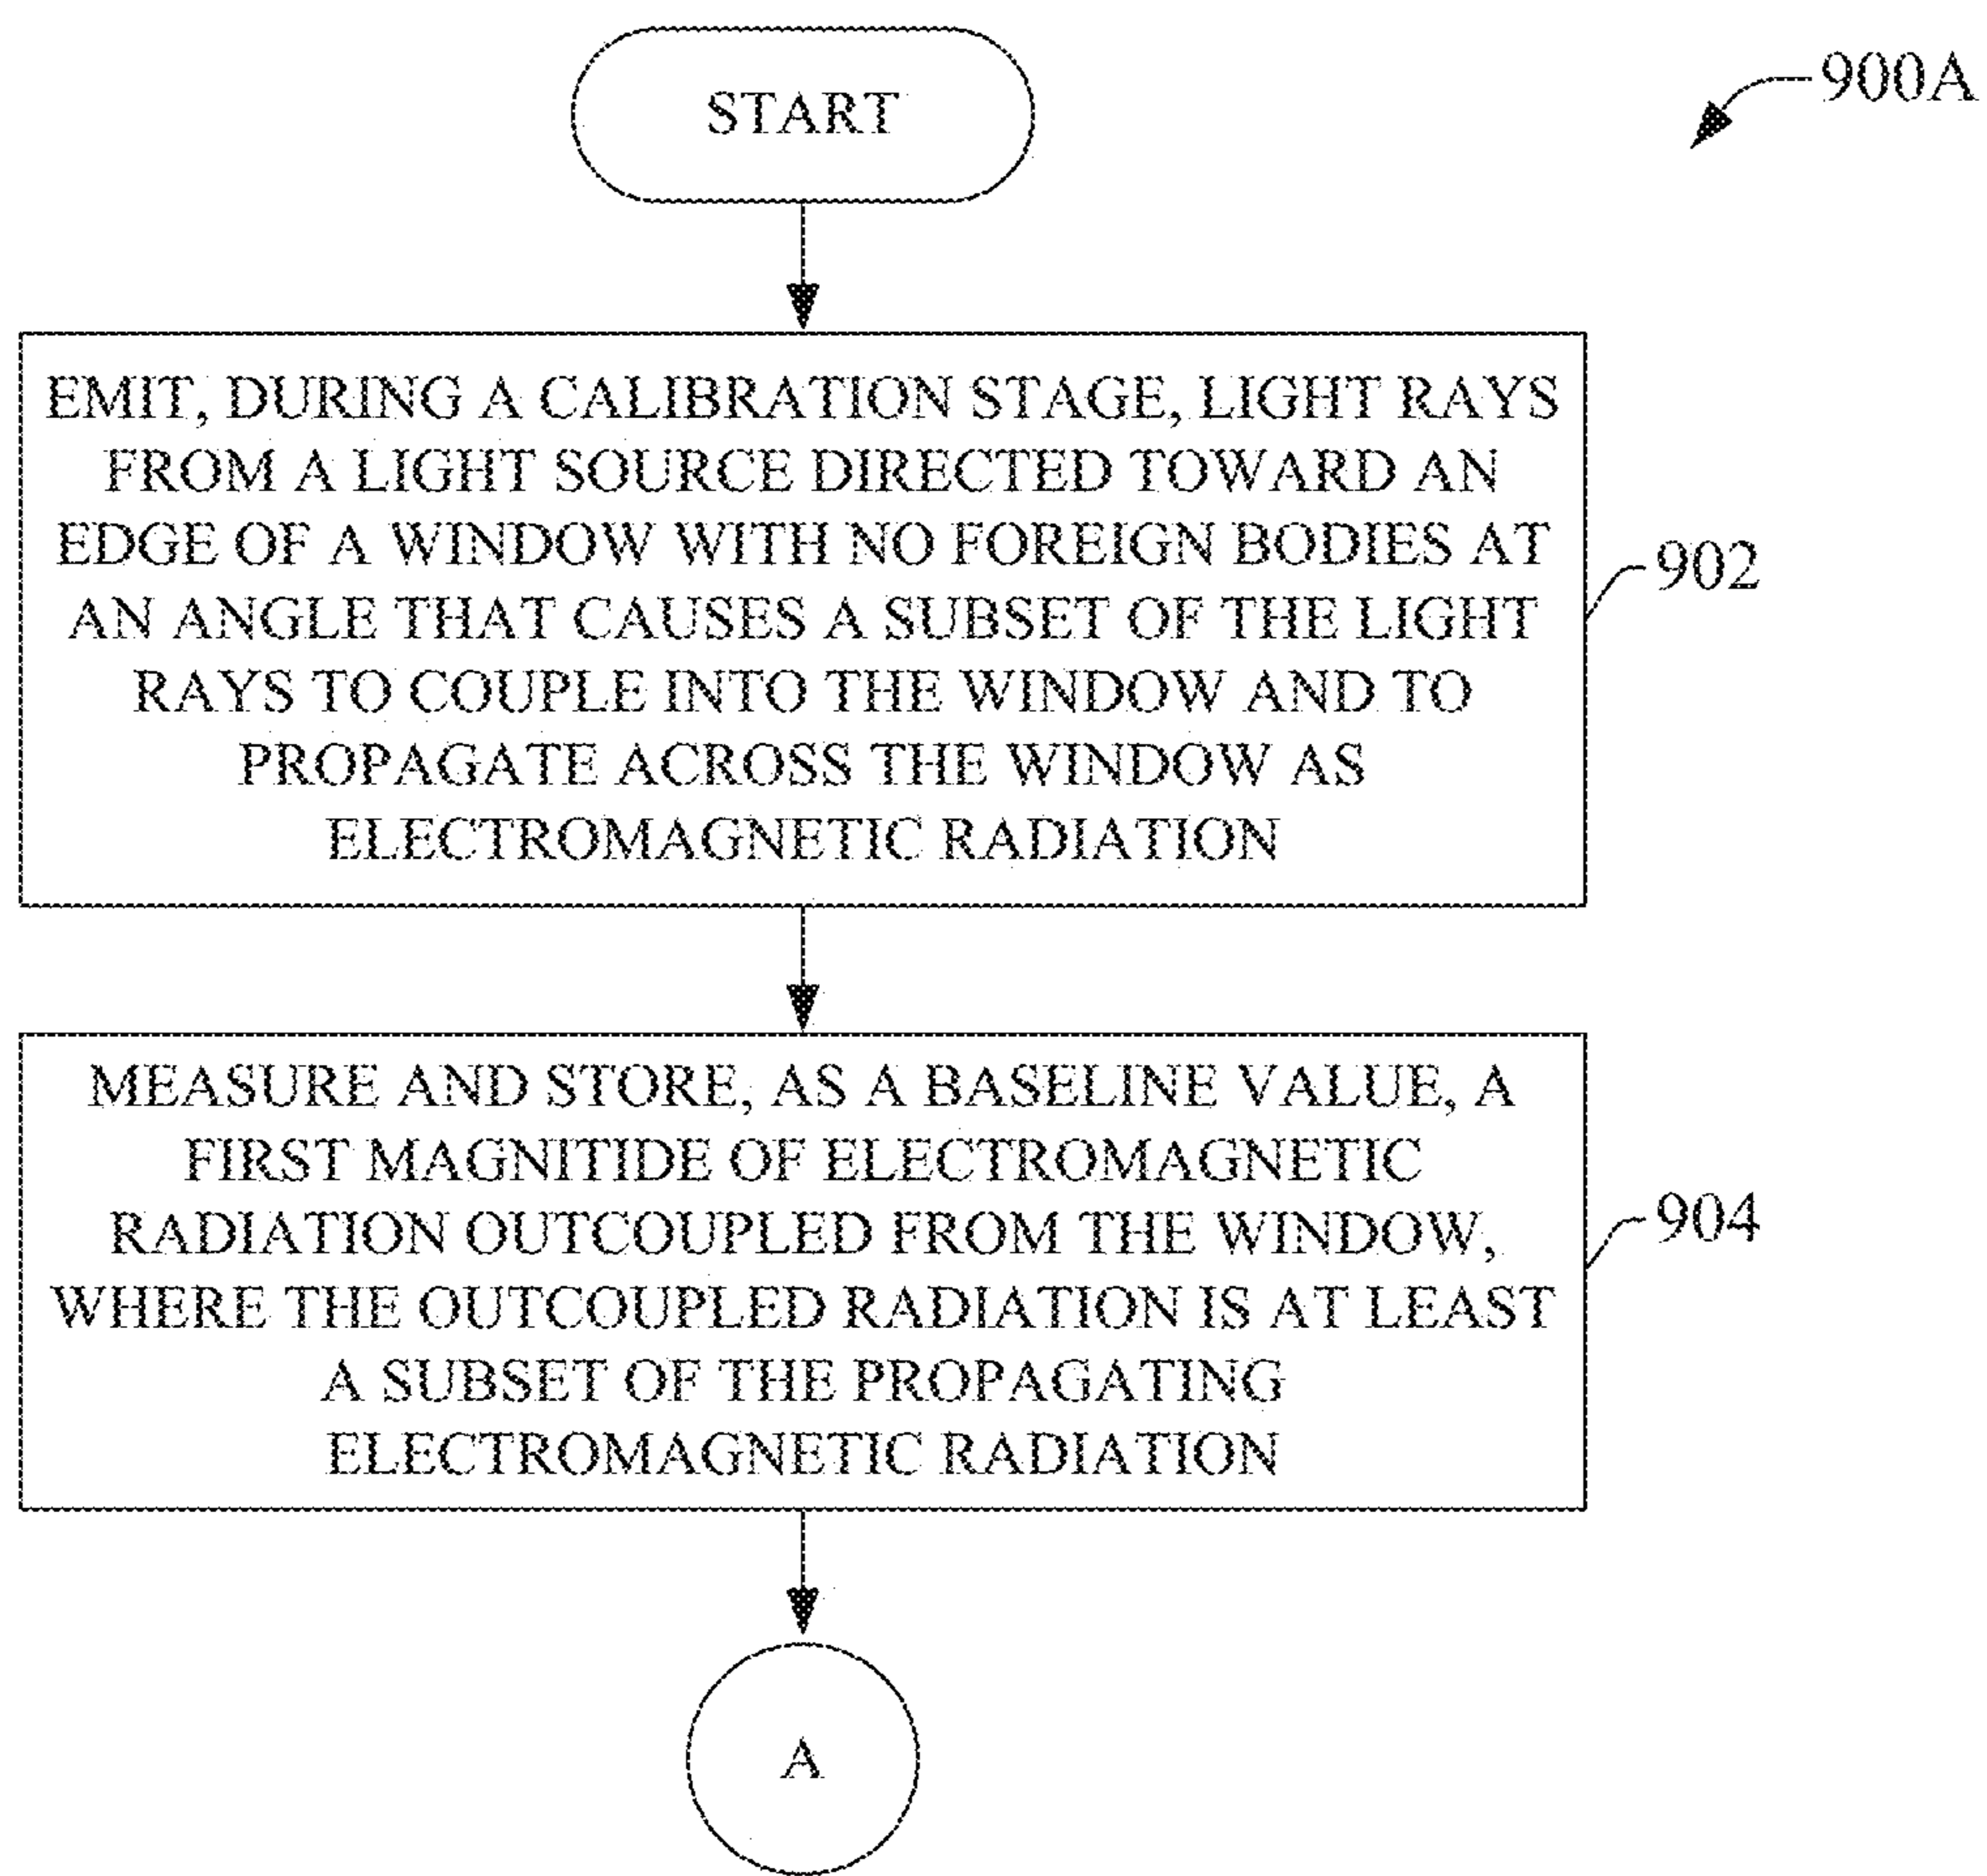 START
900A
EMIT, DURING A CALIBRATION STAGE, LIGHT RAYS
FROM A LIGHT SOURCE DIRECTED TOWARD AN
EDGE OF A WINDOW WITH NO FOREIGN BODIES AT
AN ANGLE THAT CAUSES A SUBSET OF THE LIGHT
RAYS TO COUPLE INTO THE WINDOW AND TO
PROPAGATE ACROSS THE WINDOW AS
ELECTROMAGNETIC RADIATION
902
MEASURE AND STORE, AS A BASELINE VALUE, A
FIRST MAGNITIDE OF ELECTROMAGNETIC
RADIATION OUTCOUPLED FROM THE WINDOW,
WHERE THE OUTCOUPLED RADIATION IS AT LEAST
A SUBSET OF THE PROPAGATING
ELECTROMAGNETIC RADIATION
904
A